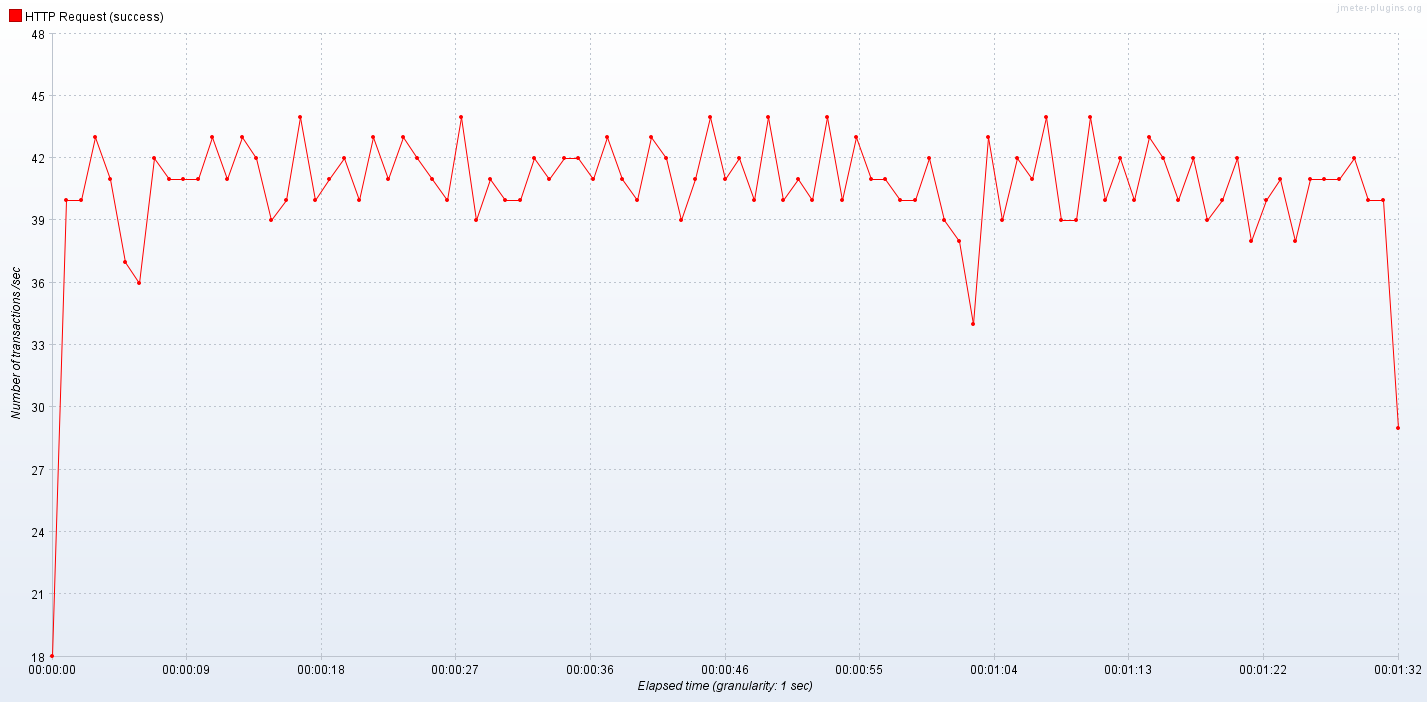 HTTP Request (success)
jmeter-plugins.org
48
45
42
39
36
33
30
27
24
21
18
Number of transactions /sec
00:00:00 00:00:09 00:00:18 00:00:27 00:00:36 00:00:46 00:00:55 00:01:04 00:01:13 00:01:22 00:01:32
Elapsed time (granularity: 1 sec)